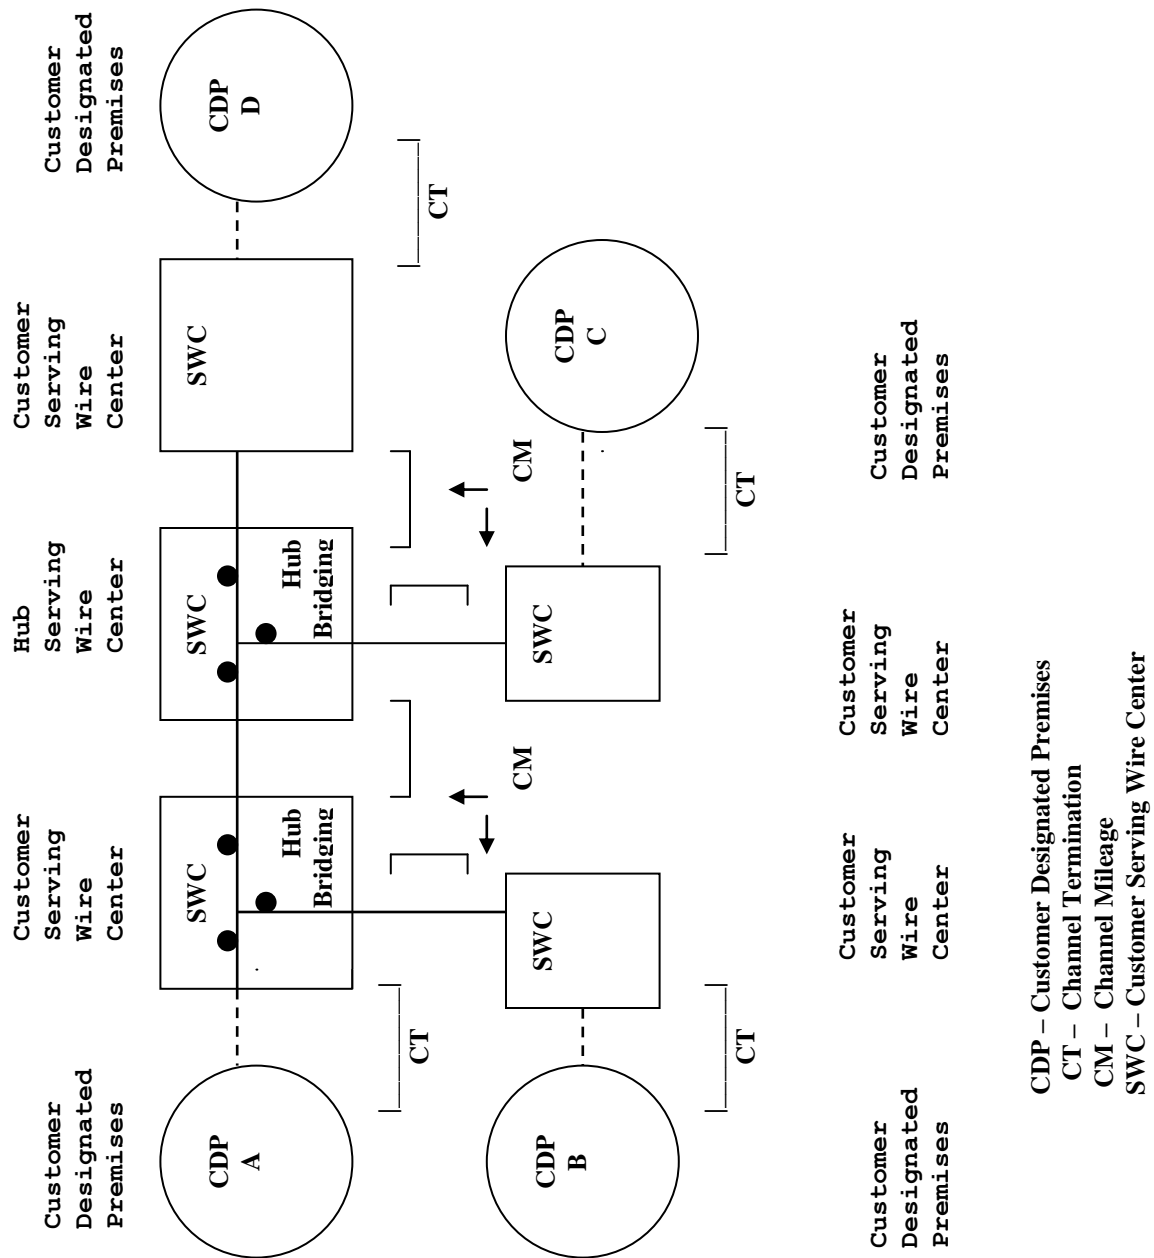 Customer
Designated
Premises
Customer
Serving
Wire
Center
Hub
Serving
Wire
Center
Customer
Serving
Wire
Center
Customer
Designated
Premises
CDP
A
SWC
Hub
Bridging
SWC
Hub
Bridging
SWC
CDP
D
CT
CT
CM
CM
CDP
B
SWC
SWC
CDP
C
CT
CT
Customer
Designated
Premises
Customer
Serving
Wire
Center
Customer
Serving
Wire
Center
Customer
Designated
Premises
CDP – Customer Designated Premises
CT – Channel Termination
CM – Channel Mileage
SWC – Customer Serving Wire Center